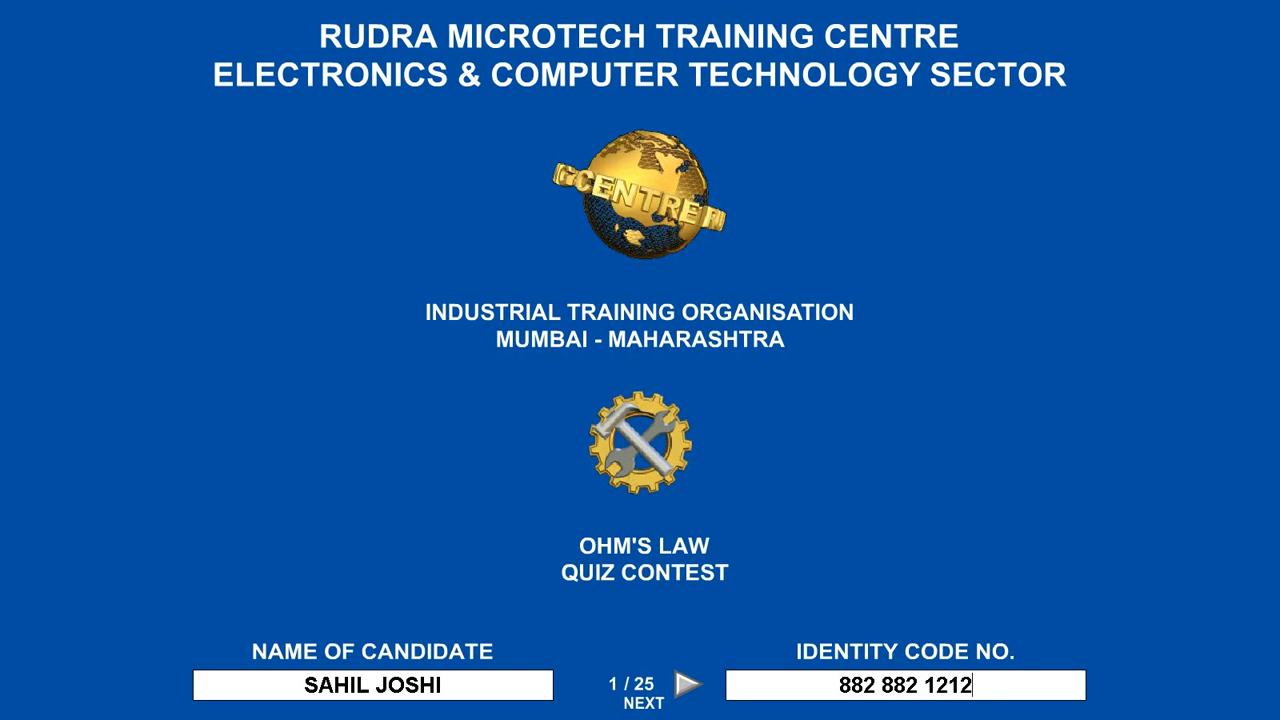 RUDRA MICROTECH TRAINING CENTRE
ELECTRONICS & COMPUTER TECHNOLOGY SECTOR
G CENTRE R
INDUSTRIAL TRAINING ORGANISATION
MUMBAI - MAHARASHTRA
OHM'S LAW
QUIZ CONTEST
NAME OF CANDIDATE
SAHIL JOSHI
1 / 25
NEXT
IDENTITY CODE NO.
882 882 1212